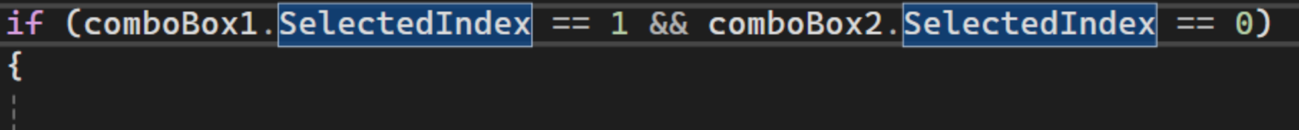 if (comboBox1.SelectedIndex == 1 && comboBox2.SelectedIndex == 0)
{